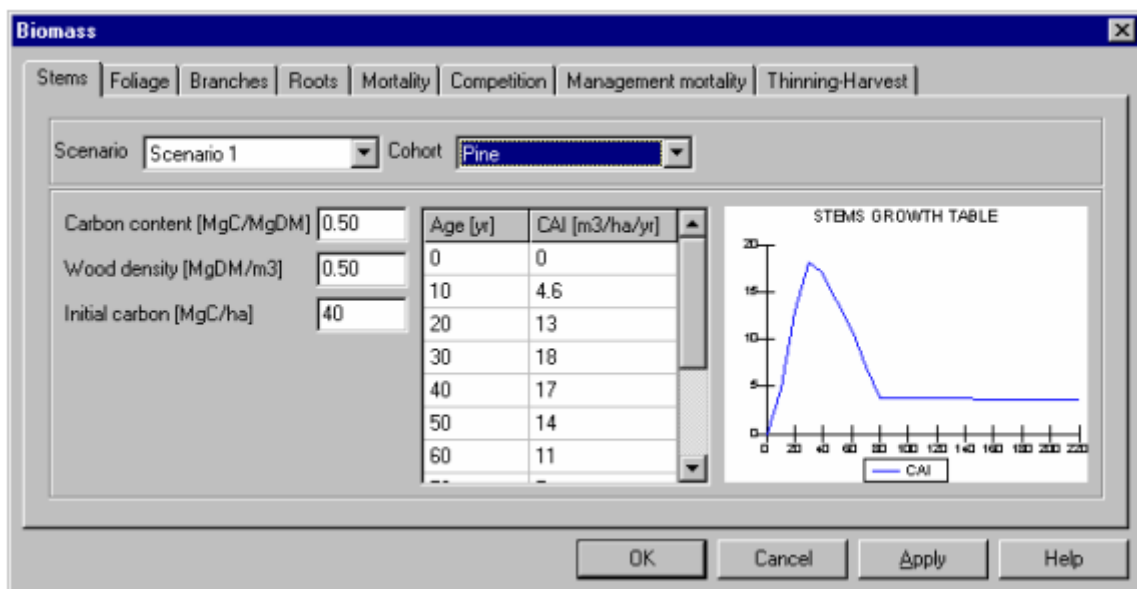 Biomass
Stems Foliage Branches Roots Mortality Competition Management mortality Thinning-Harvest
Scenario Scenario 1 Cohort Pine
Carbon content [MgC/MgDM] 0.50
Wood density [MgDM/m3] 0.50
Initial carbon [MgC/ha] 40
Age [yr] CAI [m3/ha/yr]
0 0
10 4.6
20 13
30 18
40 17
50 14
60 11
STEMS GROWTH TABLE
20
15
10
5
0
0 20 40 60 80 100 120 140 160 180 200 220
CAI
OK Cancel Apply Help